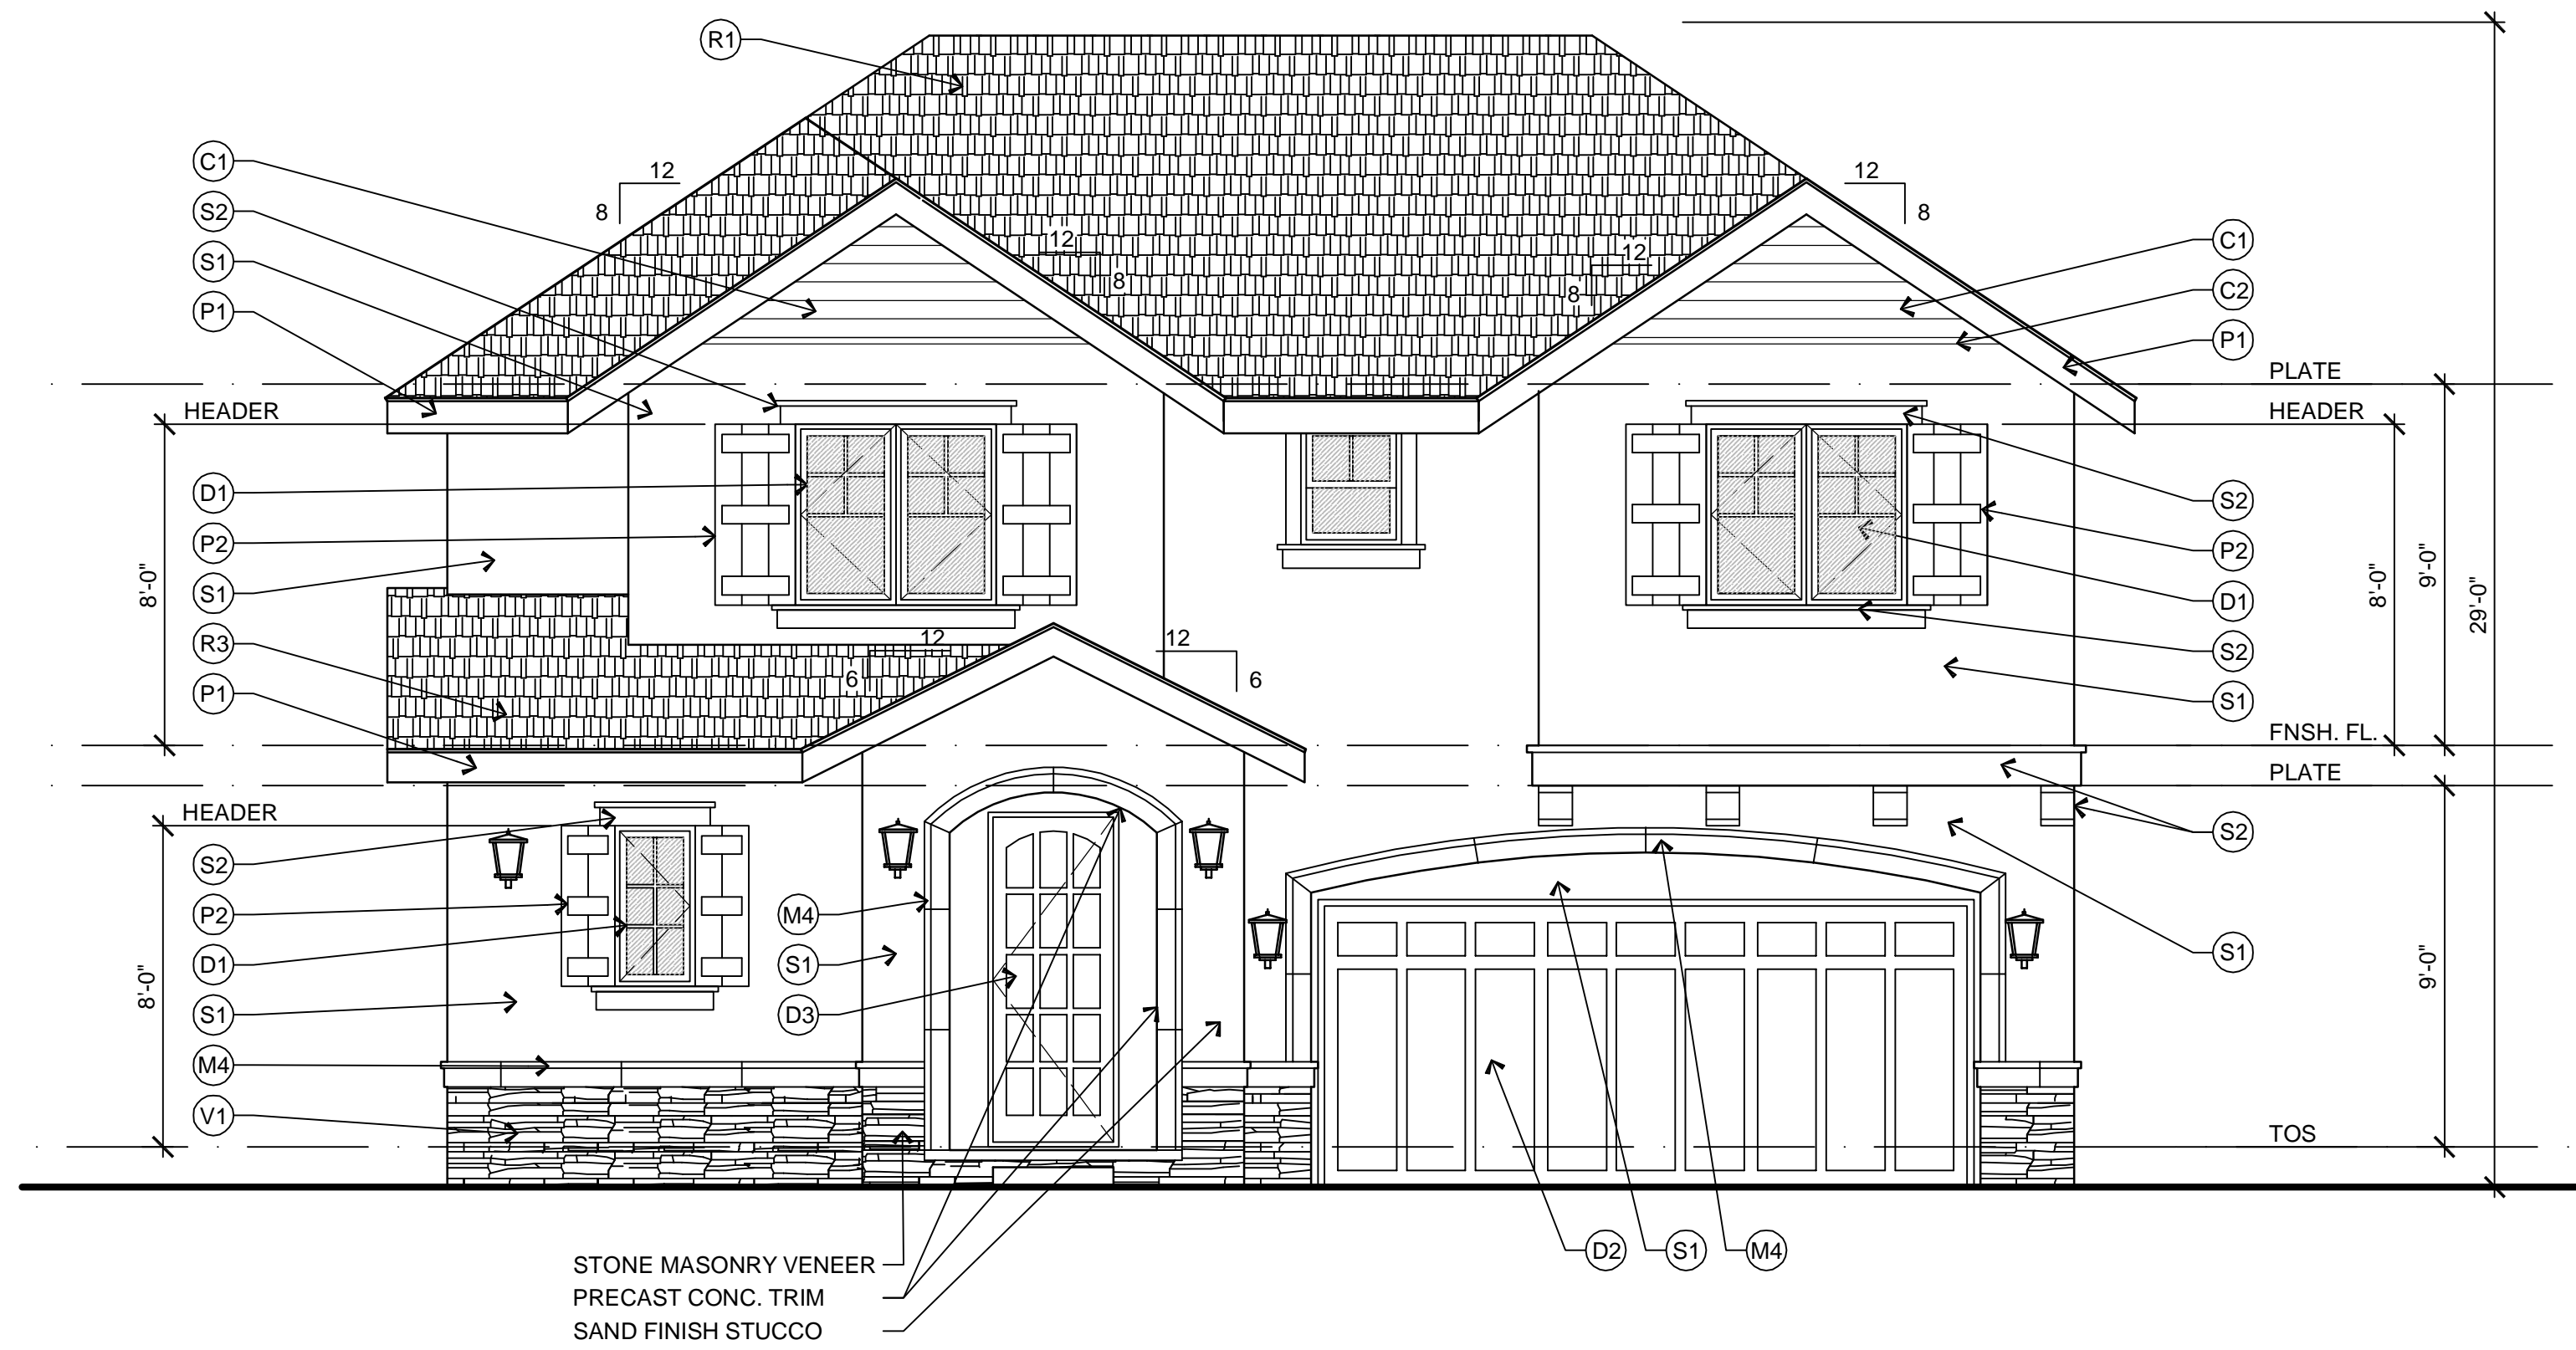 R1
C1
S2
S1
P1
12
8
12
8
12
8
12
8
C1
C2
P1
PLATE
HEADER
HEADER
D1
P2
S1
R3
P1
8'-0"
12
6
12
6
S2
P2
D1
S2
S1
8'-0"
9'-0"
29'-0"
FNSH. FL.
PLATE
HEADER
S2
P2
D1
S1
M4
V1
8'-0"
M4
S1
D3
S2
S1
9'-0"
TOS
D2
S1
M4
STONE MASONRY VENEER
PRECAST CONC. TRIM
SAND FINISH STUCCO